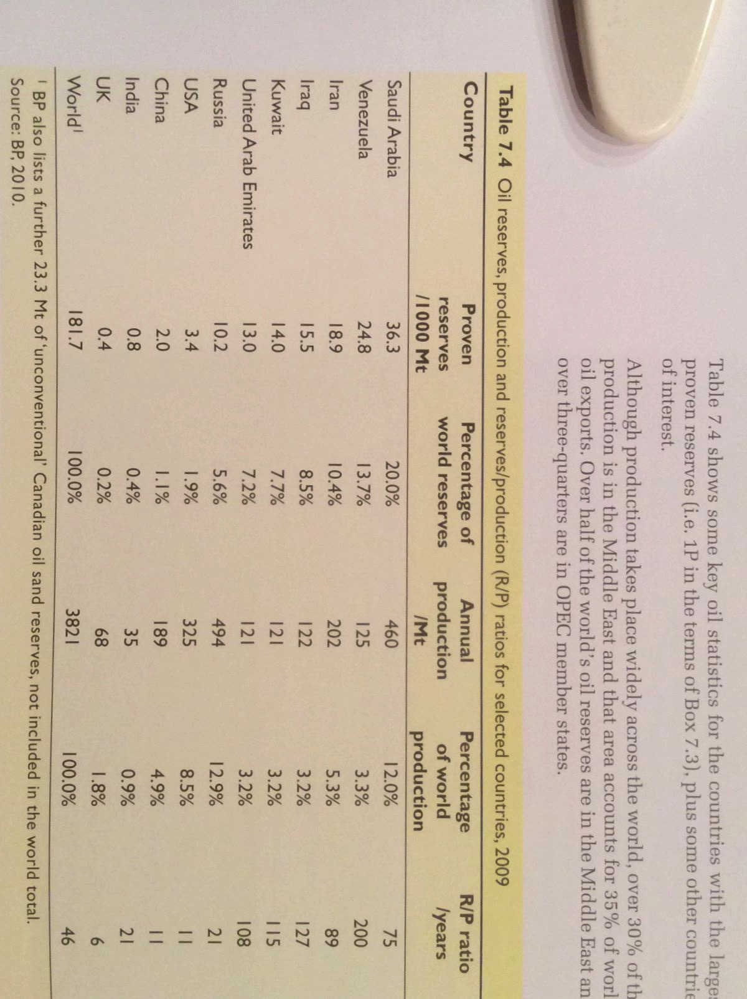 Table 7.4 shows some key oil statistics for the countries with the
proven reserves (i.e. 1P in the terms of Box 7.3), plus some other
of interest.
Although production takes place widely across the world, over 30% of
production is in the Middle East and that area accounts for 35% of
oil exports. Over half of the world's oil reserves are in the Middle East
over three-quarters are in OPEC member states.
Table 7.4 Oil reserves, production and reserves/production (R/P) ratios for selected countries, 2009
Country Proven Percentage of Annual Percentage R/P ratio
reserves world reserves production of world /years
/1000 Mt /Mt production
Saudi Arabia 36.3 20.0% 460 12.0% 75
Venezuela 24.8 13.7% 125 3.3% 200
Iran 18.9 10.4% 202 5.3% 89
Iraq 15.5 8.5% 122 3.2% 127
Kuwait 14.0 7.7% 121 3.2% 115
United Arab Emirates 13.0 7.2% 121 3.2% 108
Russia 10.2 5.6% 494 12.9% 21
USA 3.4 1.9% 325 8.5% 11
China 2.0 1.1% 189 4.9% 11
India 0.8 0.4% 35 0.9% 21
UK 0.4 0.2% 68 1.8% 6
World¹ 181.7 100.0% 3821 100.0% 46
¹ BP also lists a further 23.3 Mt of 'unconventional' Canadian oil sand reserves, not included in the world total.
Source: BP, 2010.